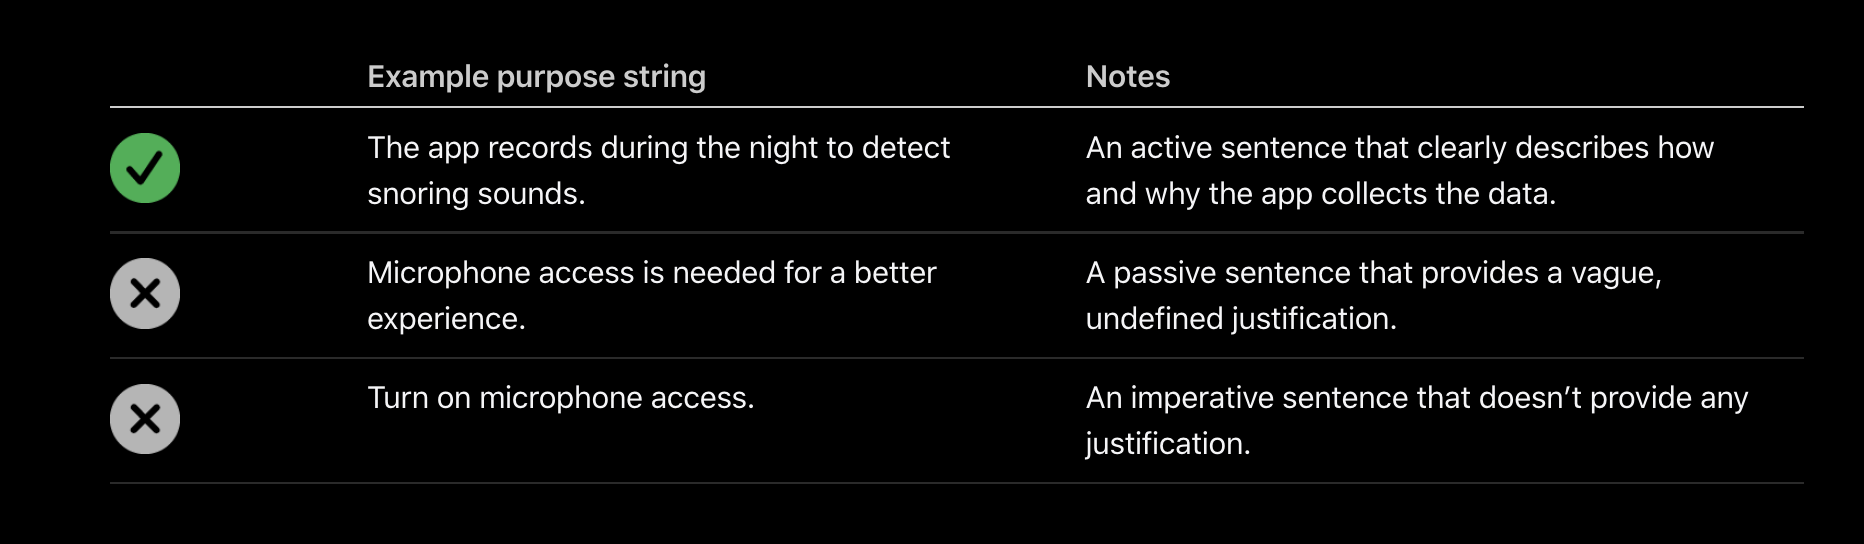 Example purpose string
Notes
The app records during the night to detect
snoring sounds.
An active sentence that clearly describes how
and why the app collects the data.
Microphone access is needed for a better
experience.
A passive sentence that provides a vague,
undefined justification.
Turn on microphone access.
An imperative sentence that doesn’t provide any
justification.